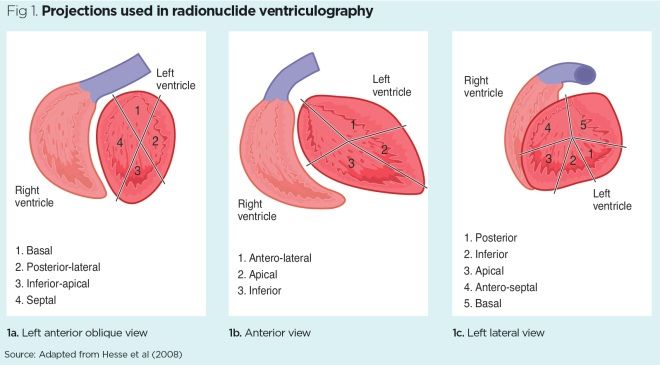 Fig 1. Projections used in radionuclide ventriculography
Left
ventricle
1
2
4
3
Right
ventricle
1. Basal
2. Posterior-lateral
3. Inferior-apical
4. Septal
1a. Left anterior oblique view
Left
ventricle
1
2
3
Right
ventricle
1. Antero-lateral
2. Apical
3. Inferior
1b. Anterior view
Right
ventricle
4
5
3
2
1
Left
ventricle
1. Posterior
2. Inferior
3. Apical
4. Antero-septal
5. Basal
1c. Left lateral view
Source: Adapted from Hesse et al (2008)